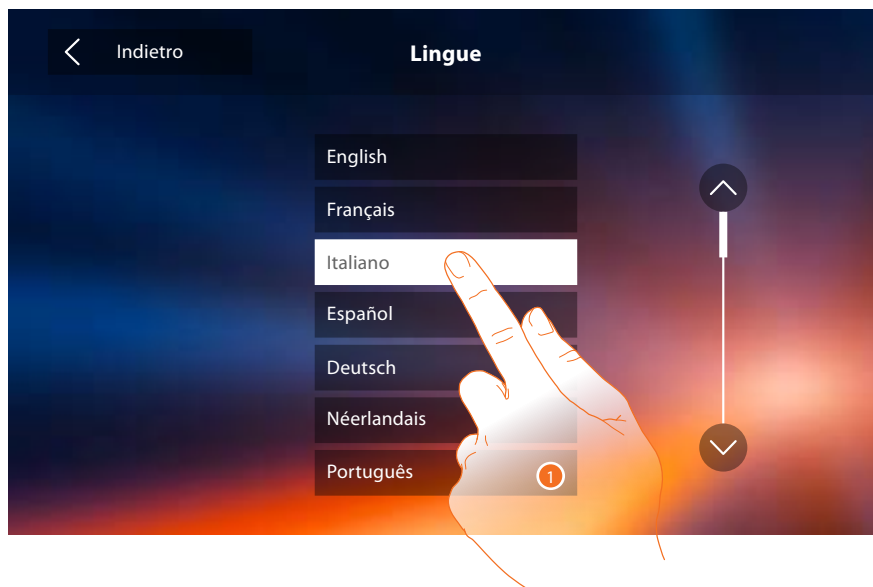 Indietro
Lingue
English
Français
Italiano
Español
Deutsch
Néerlandais
Português
1